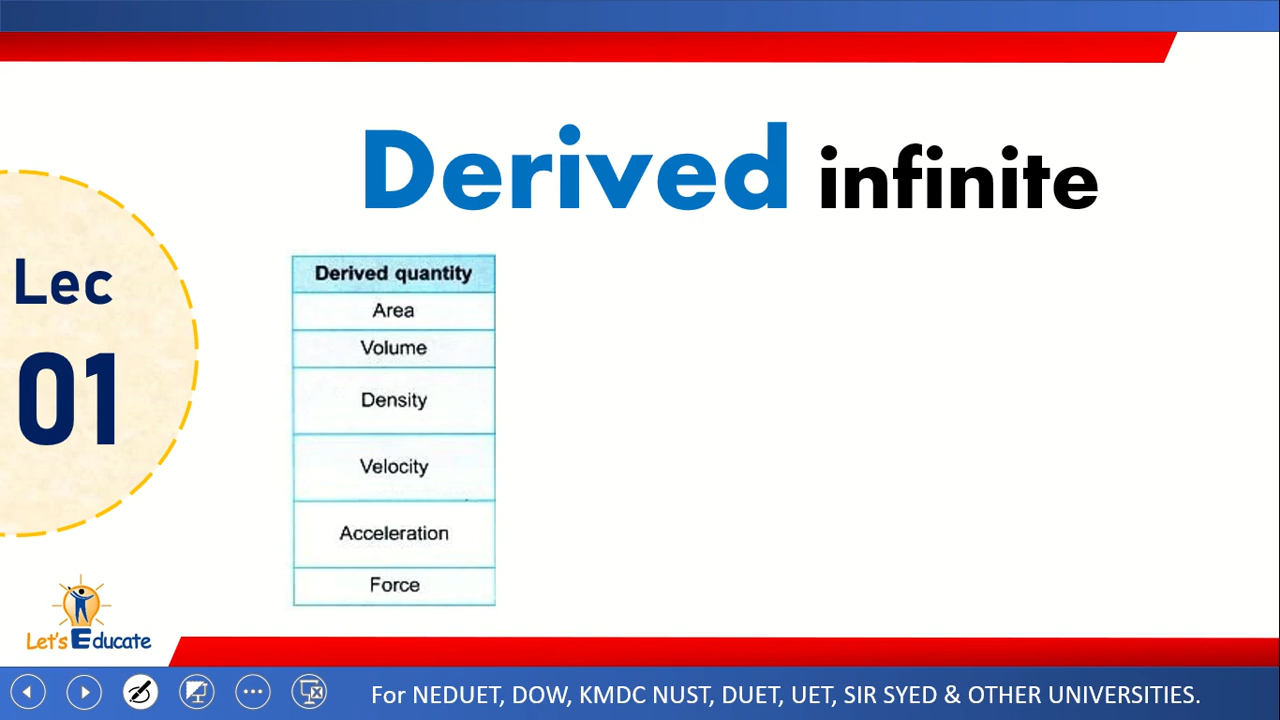 Derived infinite
Lec
01
Derived quantity
Area
Volume
Density
Velocity
Acceleration
Force
Let's Educate
For NEDUET, DOW, KMDC NUST, DUET, UET, SIR SYED & OTHER UNIVERSITIES.